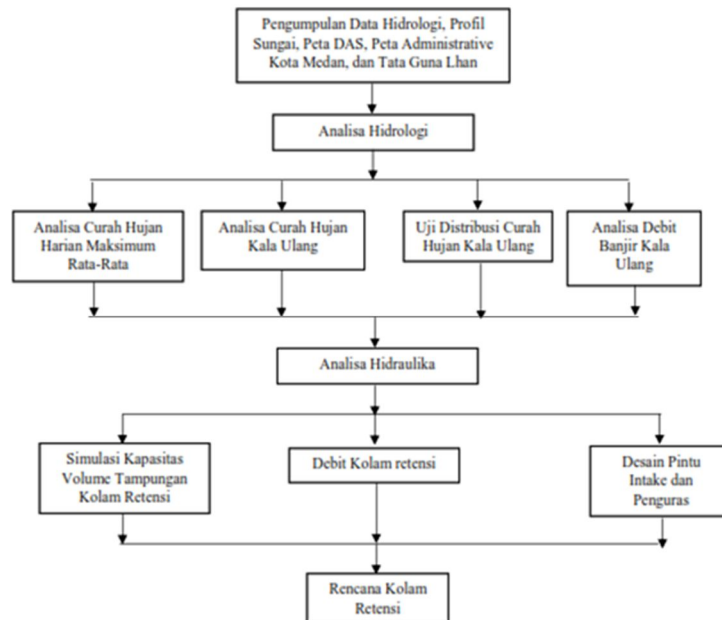 Pengumpulan Data Hidrologi, Profil
Sungai, Peta DAS, Peta Administrative
Kota Medan, dan Tata Guna Lhan
Analisa Hidrologi
Analisa Curah Hujan
Harian Maksimum
Rata-Rata
Analisa Curah Hujan
Kala Ulang
Uji Distribusi Curah
Hujan Kala Ulang
Analisa Debit
Banjir Kala
Ulang
Analisa Hidraulika
Simulasi Kapasitas
Volume Tampungan
Kolam Retensi
Debit Kolam retensi
Desain Pintu
Intake dan
Penguras
Rencana Kolam
Retensi